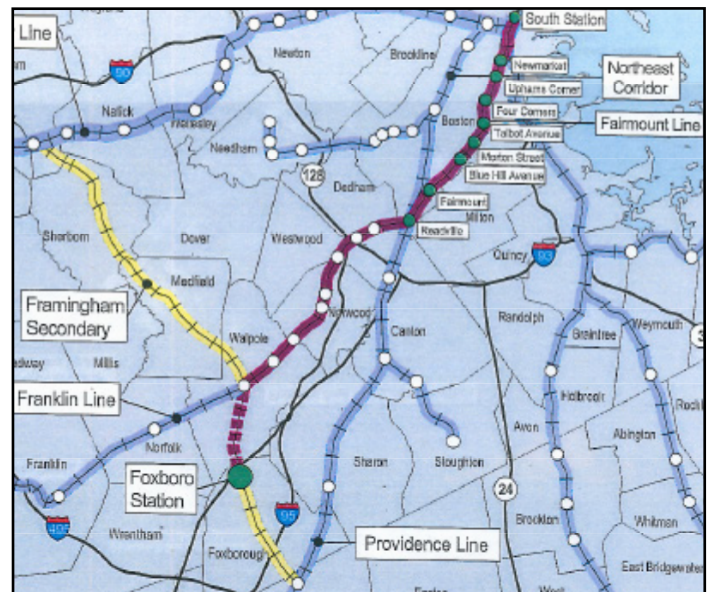 South Station
Line
Newton
Brookline
Newmarket
Northeast
Corridor
90
Uphams Corner
Natick
Four Corners
Wellesley
Boston
Fairmount Line
Talbot Avenue
Needham
Morton Street
Blue Hill Avenue
128
Dedham
Fairmount
Milton
Readville
Sherborn
Dover
Westwood
Quincy
93
Medfield
Framingham
Secondary
Norwood
Randolph
Canton
Weymouth
Walpole
Braintree
Millis
Franklin Line
Holbrook
Avon
Abington
Norfolk
Franklin
Sharon
Stoughton
Foxboro
Station
24
95
495
Brockton
Whitman
Wrentham
Providence Line
Foxborough
East Bridgewater